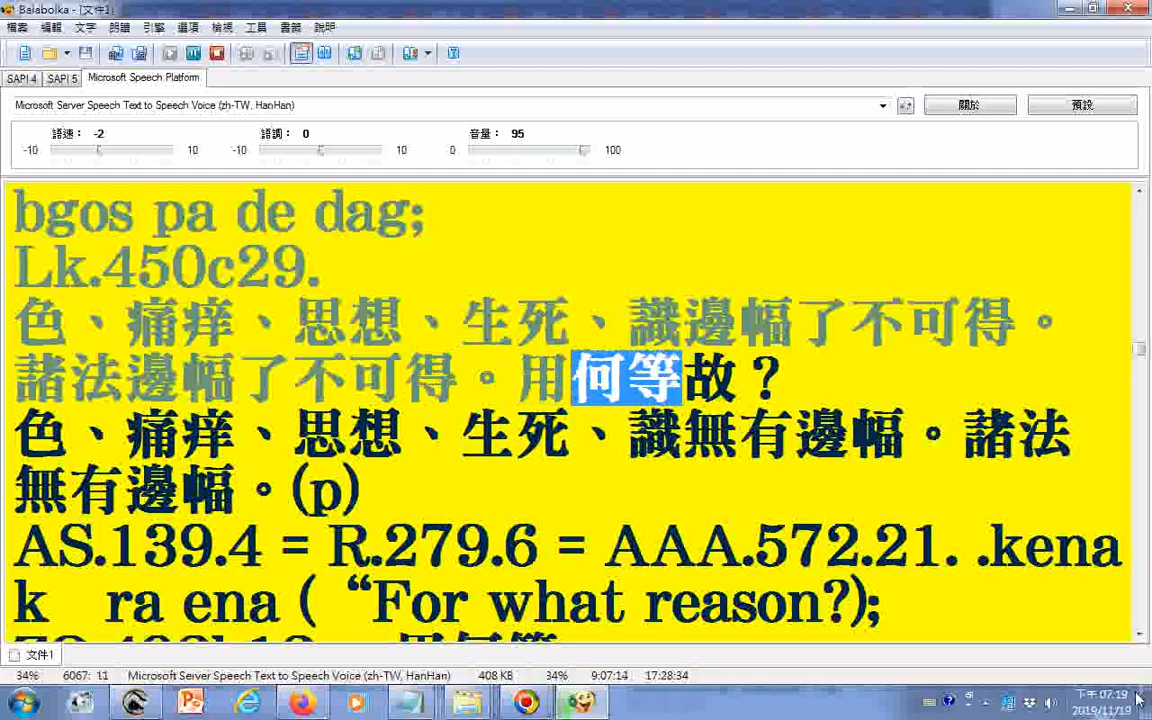 Balabolka - [文件1]
檔案 編輯 文字 朗讀 引擎 選項 檢視 工具 書籤 說明
SAPI 4 SAPI 5 Microsoft Speech Platform
Microsoft Server Speech Text to Speech Voice (zh-TW, HanHan) 關於 預設
語速： -2 語調： 0 音量： 95
-10 10 -10 10 0 100
bgos pa de dag;
Lk.450c29.
色、痛痒、思想、生死、識邊幅了不可得。
諸法邊幅了不可得。用何等故？
色、痛痒、思想、生死、識無有邊幅。諸法
無有邊幅。(p)
AS.139.4 = R.279.6 = AAA.572.21. .kena
k ra ena ( “For what reason?);
文件1
34% 6067: 11 Microsoft Server Speech Text to Speech Voice (zh-TW, HanHan) 408 KB 34% 9:07:14 17:28:34
下午 07:19
2019/11/19